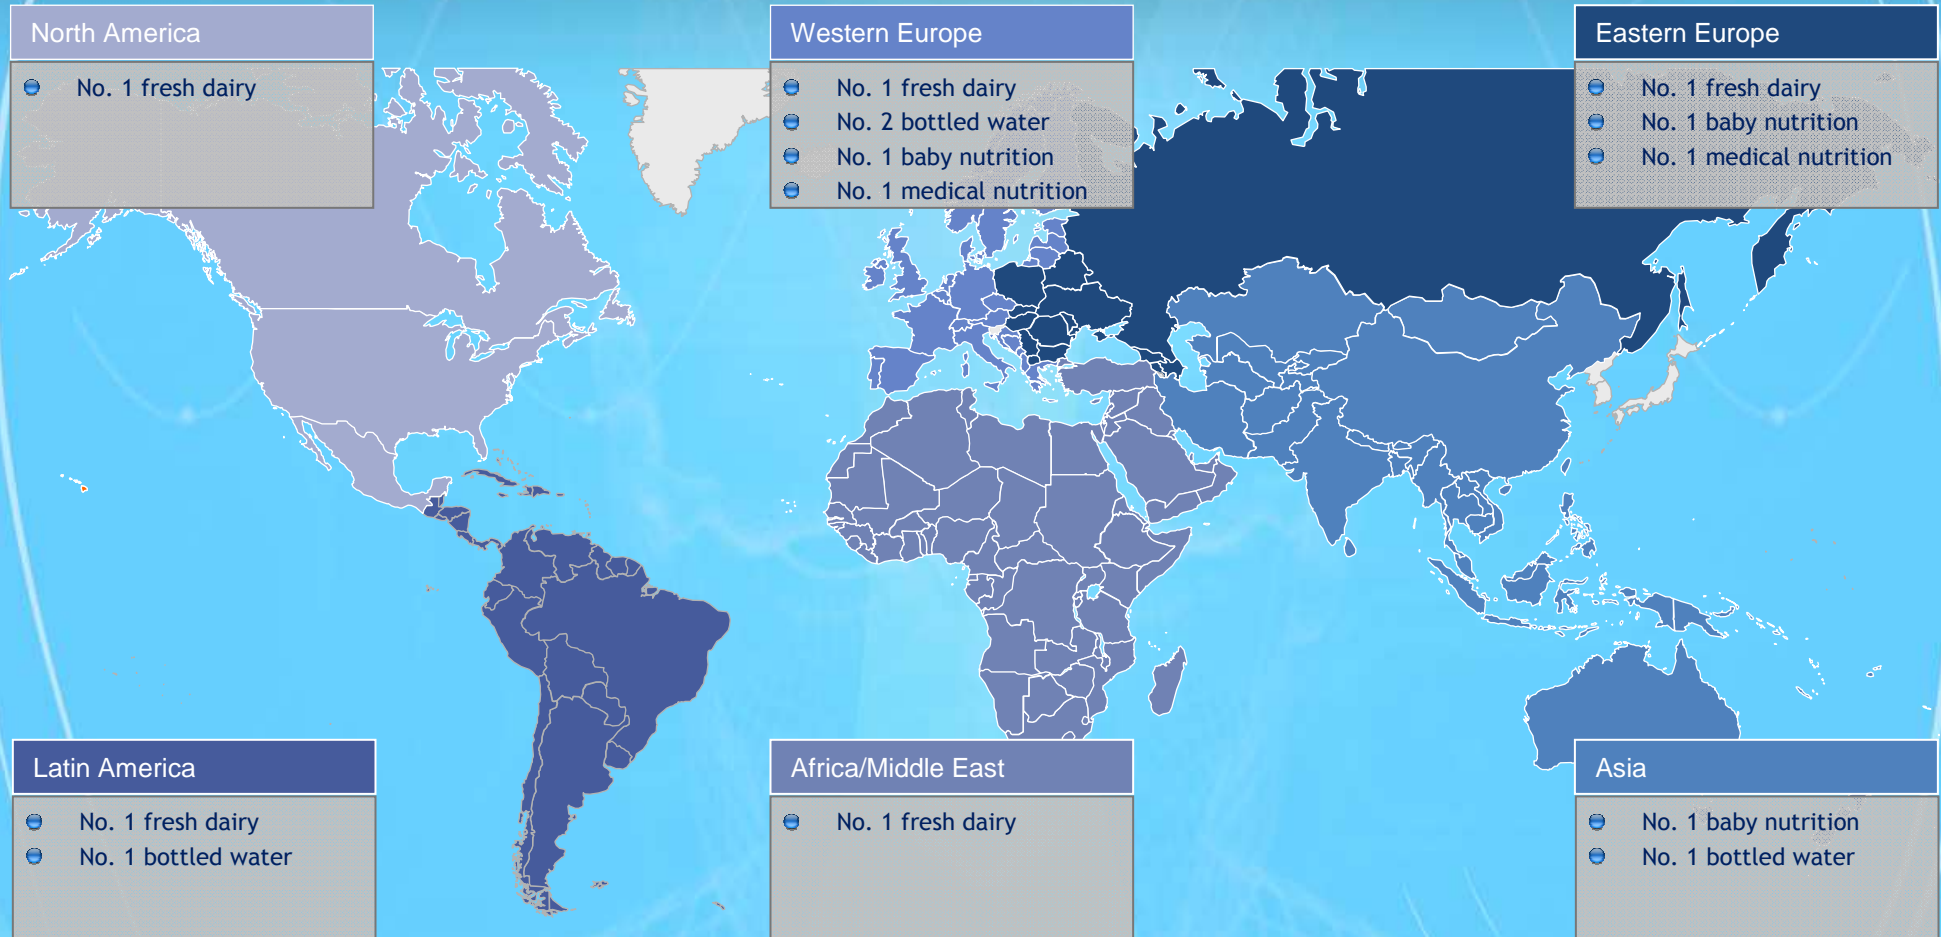 North America
No. 1 fresh dairy
Western Europe
No. 1 fresh dairy
No. 2 bottled water
No. 1 baby nutrition
No. 1 medical nutrition
Eastern Europe
No. 1 fresh dairy
No. 1 baby nutrition
No. 1 medical nutrition
Latin America
No. 1 fresh dairy
No. 1 bottled water
Africa/Middle East
No. 1 fresh dairy
Asia
No. 1 baby nutrition
No. 1 bottled water